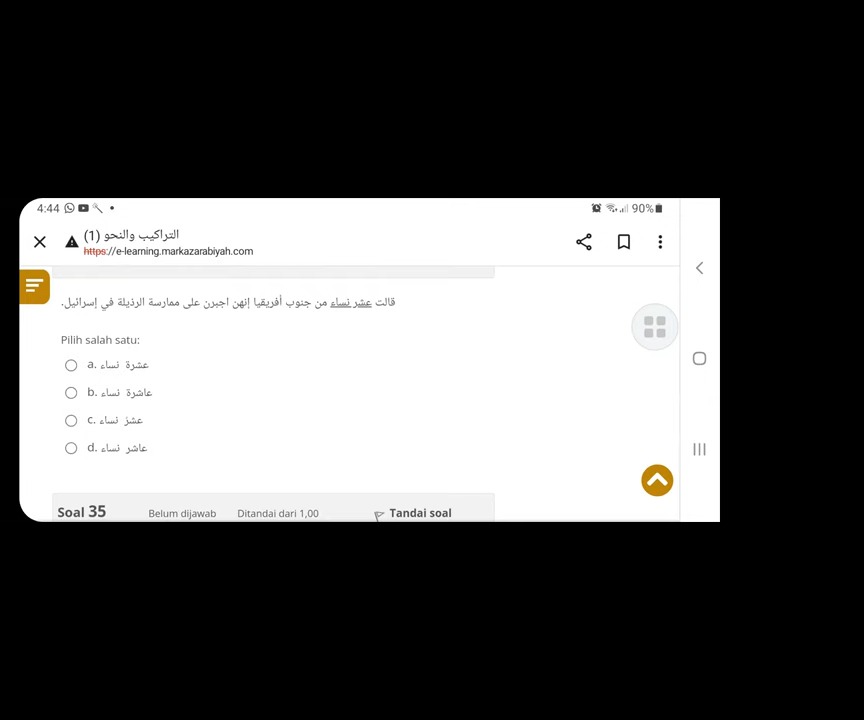 4:44 90%
التراكيب والنحو (1)
https://e-learning.markazarabiyah.com
قالت عشر نساء من جنوب أفريقيا إنهن اجبرن على ممارسة الرذيلة في إسرائيل.
Pilih salah satu:
a. عشرة نساء
b. عاشرة نساء
c. عشرُ نساء
d. عاشر نساء
Soal 35 Belum dijawab Ditandai dari 1,00 Tandai soal